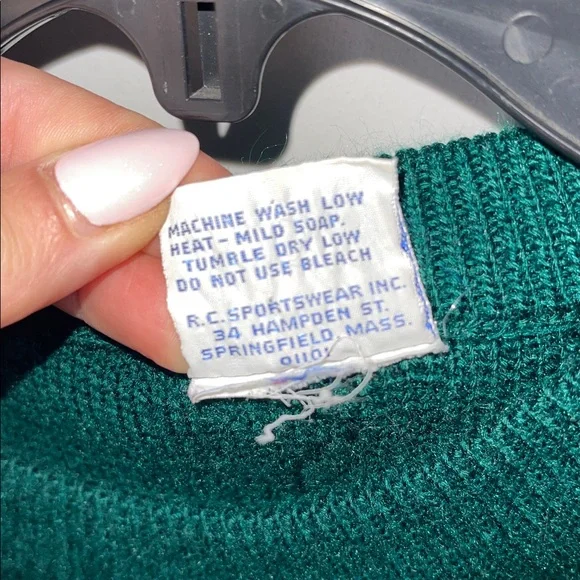 MACHINE WASH LOW
HEAT - MILD SOAP.
TUMBLE DRY LOW
DO NOT USE BLEACH
R.C. SPORTSWEAR INC.
34 HAMPDEN ST.
SPRINGFIELD, MASS.